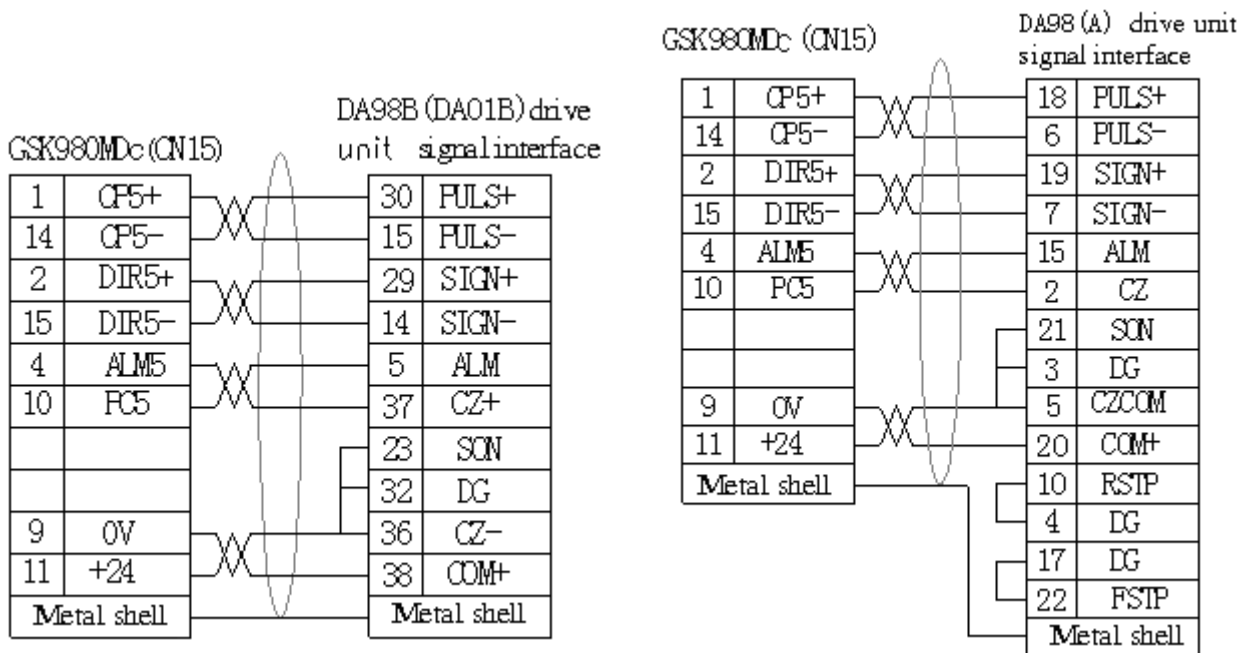 GSK980MDc(CN15)
DA98B(DA01B)drive
unit signal interface
1 CP5+ 30 PULS+
14 CP5- 15 PULS-
2 DIR5+ 29 SIGN+
15 DIR5- 14 SIGN-
4 ALM5 5 ALM
10 PC5 37 CZ+
23 SON
32 DG
9 0V 36 CZ-
11 +24 38 COM+
Metal shell Metal shell
GSK980MDc (CN15)
DA98(A) drive unit
signal interface
1 CP5+ 18 PULS+
14 CP5- 6 PULS-
2 DIR5+ 19 SIGN+
15 DIR5- 7 SIGN-
4 ALM5 15 ALM
10 PC5 2 CZ
21 SON
3 DG
9 0V 5 CZCOM
11 +24 20 COM+
Metal shell 10 RSTP
4 DG
17 DG
22 FSTP
Metal shell